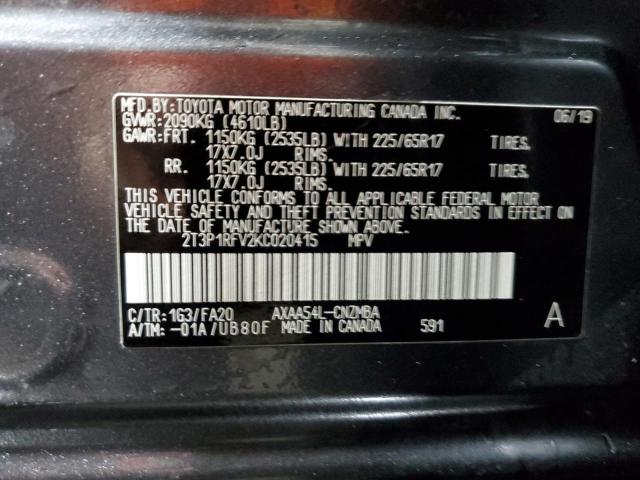 MFD.BY:TOYOTA MOTOR MANUFACTURING CANADA INC. 06/19
GVWR:2090KG (4610LB)
GAWR:FRT. 1150KG (2535LB) WITH 225/65R17 TIRES.
17X7.0J RIMS.
RR. 1150KG (2535LB) WITH 225/65R17 TIRES.
17X7.0J RIMS.
THIS VEHICLE CONFORMS TO ALL APPLICABLE FEDERAL MOTOR
VEHICLE SAFETY AND THEFT PREVENTION STANDARDS IN EFFECT ON
THE DATE OF MANUFACTURE SHOWN ABOVE.
2T3P1RFV2KC020415 MPV
C/TR:1G3/FA20 AXAA54L-CNZMBA
A/TM:-01A/UB80F MADE IN CANADA 591 A